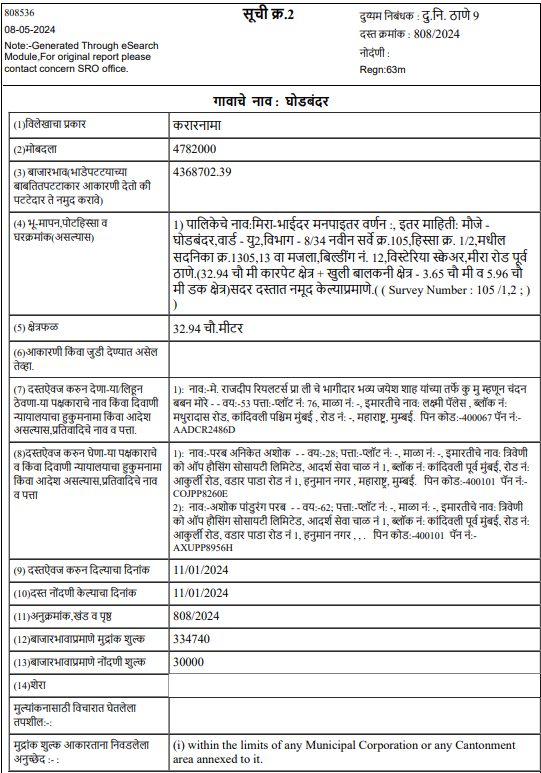 808536
08-05-2024
Note:-Generated Through eSearch
Module,For original report please
contact concern SRO office.
सूची क्र.2
दुय्यम निबंधक : दु.नि. ठाणे 9
दस्त क्रमांक : 808/2024
नोदंणी :
Regn:63m
गावाचे नाव : घोडबंदर
(1)विलेखाचा प्रकार
करारनामा
(2)मोबदला
4782000
(3) बाजारभाव(भाडेपटटयाच्या
बाबतितपटटाकार आकारणी देतो की
पटटेदार ते नमुद करावे)
4368702.39
(4) भू-मापन,पोटहिस्सा व
घरक्रमांक(असल्यास)
1) पालिकेचे नाव:मिरा-भाईंदर मनपाइतर वर्णन :, इतर माहिती: मौजे -
घोडबंदर,वार्ड - यु2,विभाग - 8/34 नवीन सर्वे क्र.105,हिस्सा क्र. 1/2,मधील
सदनिका क्र.1305,13 वा मजला,बिल्डींग नं. 12,विस्टेरिया स्केअर,मीरा रोड पूर्व
ठाणे.(32.94 चौ मी कारपेट क्षेत्र + खुली बालकनी क्षेत्र - 3.65 चौ मी व 5.96 चौ
मी डक क्षेत्र)सदर दस्तात नमूद केल्याप्रमाणे.( ( Survey Number : 105 /1,2 ; )
)
(5) क्षेत्रफळ
32.94 चौ.मीटर
(6)आकारणी किंवा जुडी देण्यात असेल
तेव्हा.
(7) दस्तऐवज करुन देणा-या/लिहून
ठेवणा-या पक्षकाराचे नाव किंवा दिवाणी
न्यायालयाचा हुकुमनामा किंवा आदेश
असल्यास,प्रतिवादिचे नाव व पत्ता.
1): नाव:-मे. राजदीप रियलटर्स प्रा ली चे भागीदार भव्य जयेश शाह यांच्या तर्फे कु मु म्हणून चंदन
बबन मोरे - - वय:-53 पत्ता:-प्लॉट नं: 76, माळा नं: -, इमारतीचे नाव: लक्ष्मी पॅलेस , ब्लॉक नं:
मथुरादास रोड, कांदिवली पश्चिम मुंबई , रोड नं: -, महाराष्ट्र, मुम्बई. पिन कोड:-400067 पॅन नं:-
AADCR2486D
(8)दस्तऐवज करुन घेणा-या पक्षकाराचे
व किंवा दिवाणी न्यायालयाचा हुकुमनामा
किंवा आदेश असल्यास,प्रतिवादिचे नाव
व पत्ता
1): नाव:-परब अनिकेत अशोक - - वय:-28; पत्ता:-प्लॉट नं: -, माळा नं: -, इमारतीचे नाव: त्रिवेणी
को ऑप हौसिंग सोसायटी लिमिटेड, आदर्श सेवा चाळ नं 1, ब्लॉक नं: कांदिवली पूर्व मुंबई, रोड नं:
आकुर्ली रोड, वडार पाडा रोड नं 1, हनुमान नगर , महाराष्ट्र, मुम्बई. पिन कोड:-400101 पॅन नं:-
COJPP8260E
2): नाव:-अशोक पांडुरंग परब - - वय:-62; पत्ता:-प्लॉट नं: -, माळा नं: -, इमारतीचे नाव: त्रिवेणी
को ऑप हौसिंग सोसायटी लिमिटेड, आदर्श सेवा चाळ नं 1, ब्लॉक नं: कांदिवली पूर्व मुंबई, रोड नं:
आकुर्ली रोड, वडार पाडा रोड नं 1, हनुमान नगर , , . पिन कोड:-400101 पॅन नं:-
AXUPP8956H
(9) दस्तऐवज करुन दिल्याचा दिनांक
11/01/2024
(10)दस्त नोंदणी केल्याचा दिनांक
11/01/2024
(11)अनुक्रमांक,खंड व पृष्ठ
808/2024
(12)बाजारभावाप्रमाणे मुद्रांक शुल्क
334740
(13)बाजारभावाप्रमाणे नोंदणी शुल्क
30000
(14)शेरा
मुल्यांकनासाठी विचारात घेतलेला
तपशील:-:
मुद्रांक शुल्क आकारताना निवडलेला
अनुच्छेद :- :
(i) within the limits of any Municipal Corporation or any Cantonment
area annexed to it.